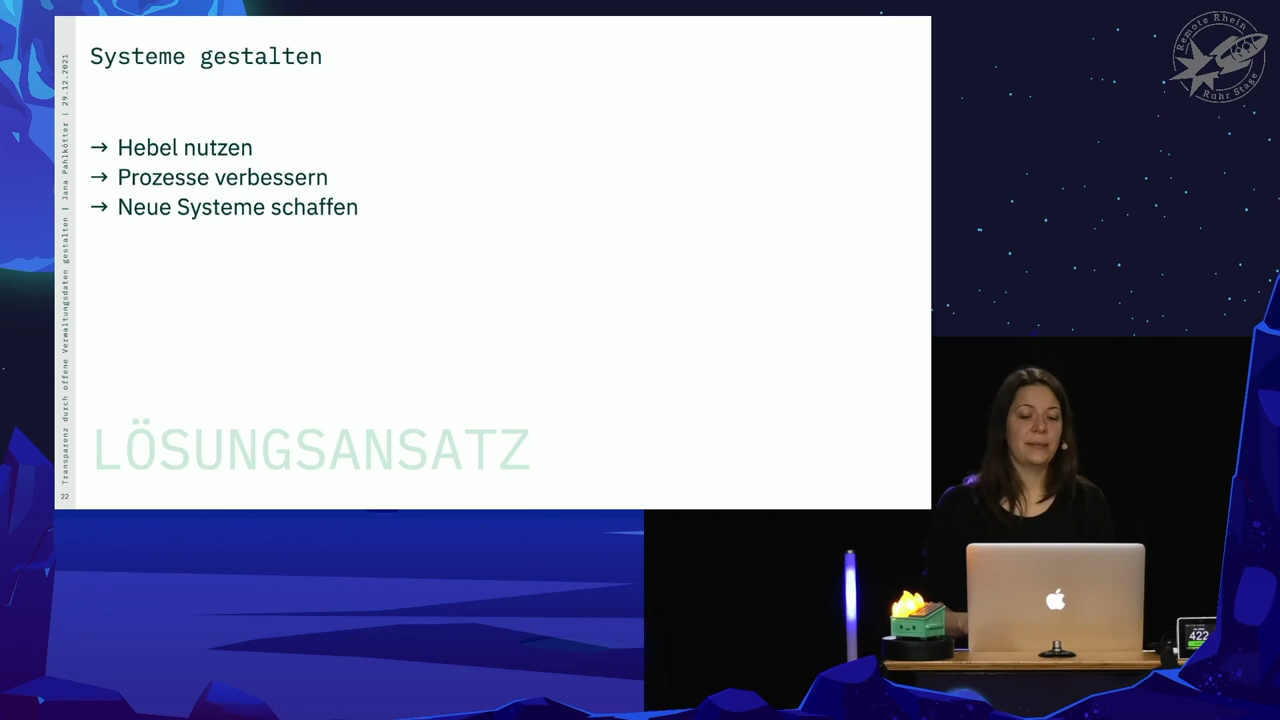 Systeme gestalten
→ Hebel nutzen
→ Prozesse verbessern
→ Neue Systeme schaffen
LÖSUNGSANSATZ
22
Transparenz durch offene Verwaltungsdaten gestalten | Jana Pahlkötter | 29.12.2021
Remote Rhein
Ruhr Stage
422